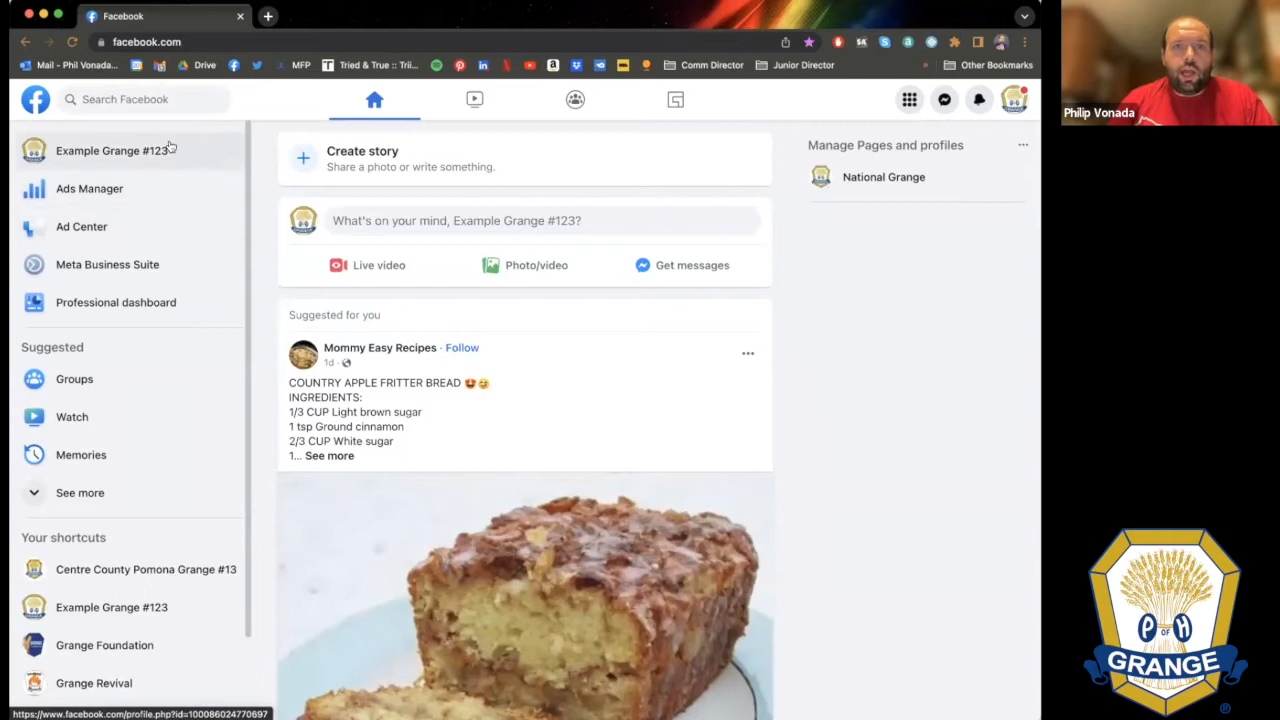 Facebook
facebook.com
Mail - Phil Vonada...
Drive
MFP
Tried & True :: Trii...
Comm Director
Junior Director
»
Other Bookmarks
Search Facebook
Example Grange #123
Ads Manager
Ad Center
Meta Business Suite
Professional dashboard
Suggested
Groups
Watch
Memories
See more
Your shortcuts
Centre County Pomona Grange #13
Example Grange #123
Grange Foundation
Grange Revival
https://www.facebook.com/profile.php?id=100086024770697
Create story
Share a photo or write something.
What's on your mind, Example Grange #123?
Live video
Photo/video
Get messages
Suggested for you
Mommy Easy Recipes · Follow
1d ·
COUNTRY APPLE FRITTER BREAD
INGREDIENTS:
1/3 CUP Light brown sugar
1 tsp Ground cinnamon
2/3 CUP White sugar
1... See more
Manage Pages and profiles
National Grange
Philip Vonada
P OF H
GRANGE
®